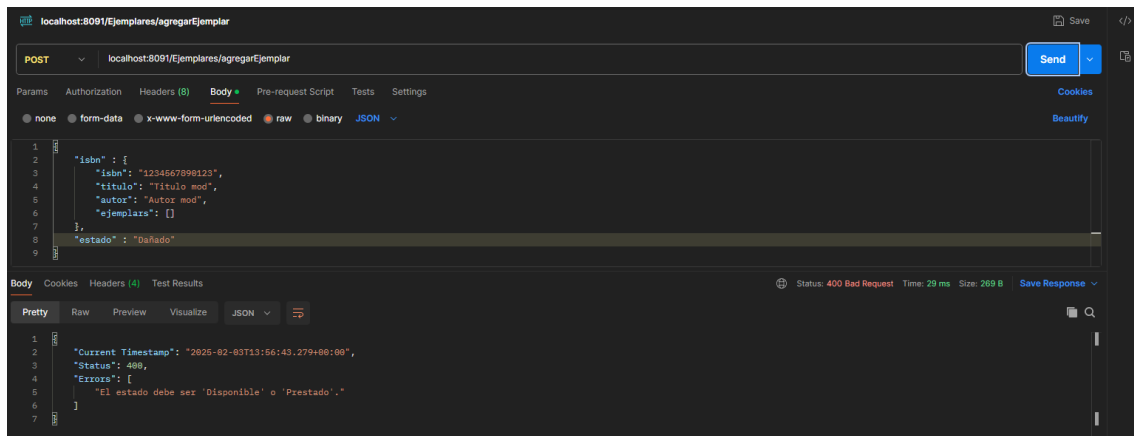 HTTP localhost:8091/Ejemplares/agregarEjemplar Save </>
POST localhost:8091/Ejemplares/agregarEjemplar Send
Params Authorization Headers (8) Body Pre-request Script Tests Settings Cookies
none form-data x-www-form-urlencoded raw binary JSON Beautify
1 {
2 "isbn" : {
3 "isbn": "1234567890123",
4 "titulo": "Titulo mod",
5 "autor": "Autor mod",
6 "ejemplars": []
7 },
8 "estado" : "Dañado"
9 }
Body Cookies Headers (4) Test Results Status: 400 Bad Request Time: 29 ms Size: 269 B Save Response
Pretty Raw Preview Visualize JSON
1 {
2 "Current Timestamp": "2025-02-03T13:56:43.279+00:00",
3 "Status": 400,
4 "Errors": [
5 "El estado debe ser 'Disponible' o 'Prestado'."
6 ]
7 }